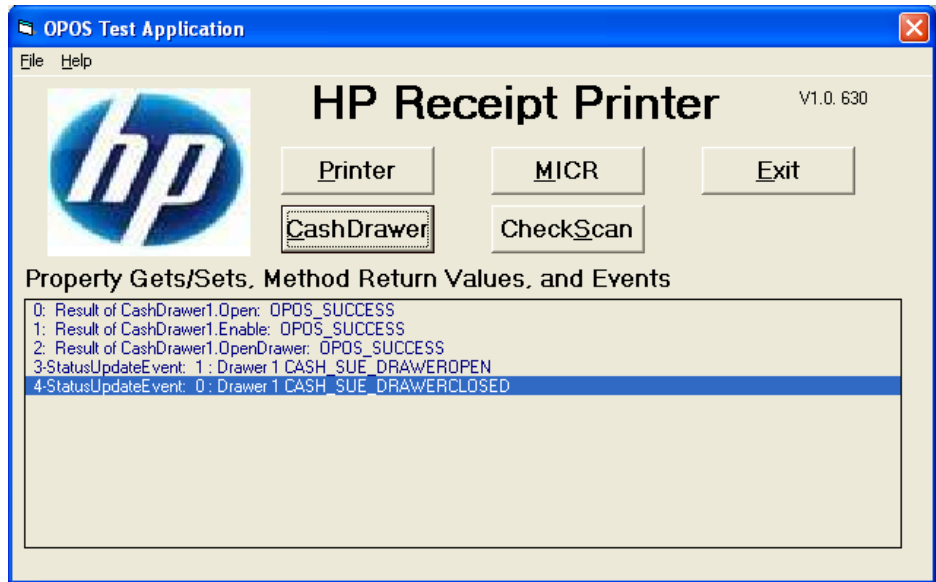 OPOS Test Application
File Help
hp
HP Receipt Printer V1.0. 630
Printer MICR Exit
CashDrawer CheckScan
Property Gets/Sets, Method Return Values, and Events
0: Result of CashDrawer1.Open: OPOS_SUCCESS
1: Result of CashDrawer1.Enable: OPOS_SUCCESS
2: Result of CashDrawer1.OpenDrawer: OPOS_SUCCESS
3-StatusUpdateEvent: 1 : Drawer 1 CASH_SUE_DRAWEROPEN
4-StatusUpdateEvent: 0 : Drawer 1 CASH_SUE_DRAWERCLOSED